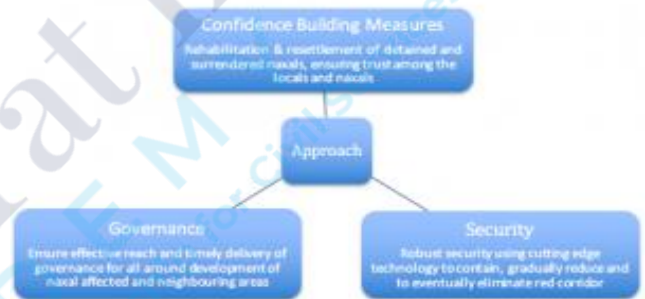 Confidence Building Measures
Rehabilitation & resettlement of detained and
surrendered naxals, ensuring trust among the
locals and naxals
Approach
Governance
Ensure effective reach and timely delivery of
governance for all around development of
naxal affected and neighbouring areas
Security
Robust security using cutting edge
technology to contain, gradually reduce and
to eventually eliminate red corridor
for Civil